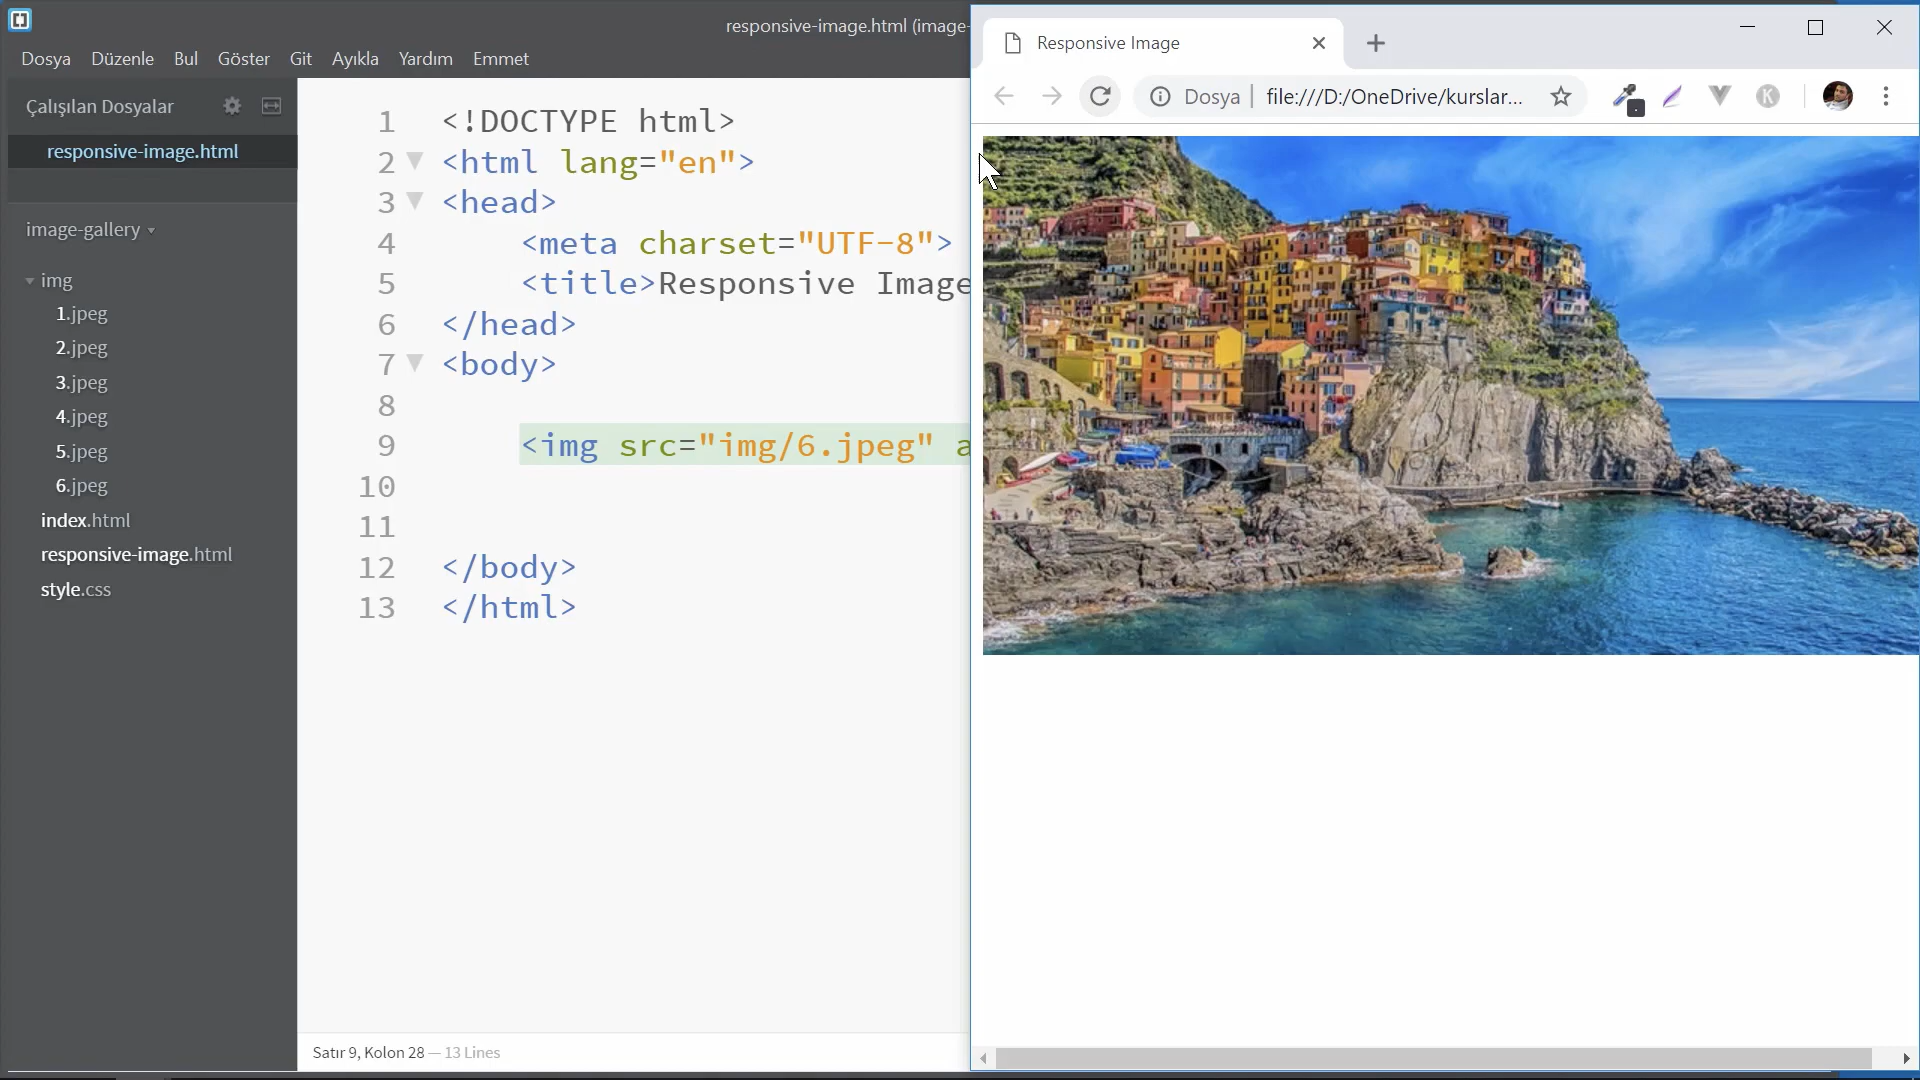 responsive-image.html (image-
Dosya Düzenle Bul Göster Git Ayıkla Yardım Emmet
Çalışılan Dosyalar
responsive-image.html
image-gallery
img
1.jpeg
2.jpeg
3.jpeg
4.jpeg
5.jpeg
6.jpeg
index.html
responsive-image.html
style.css
1 <!DOCTYPE html>
2 <html lang="en">
3 <head>
4 <meta charset="UTF-8">
5 <title>Responsive Image
6 </head>
7 <body>
8
9 <img src="img/6.jpeg" a
10
11
12 </body>
13 </html>
Satır 9, Kolon 28 — 13 Lines
Responsive Image
Dosya | file:///D:/OneDrive/kurslar...
K